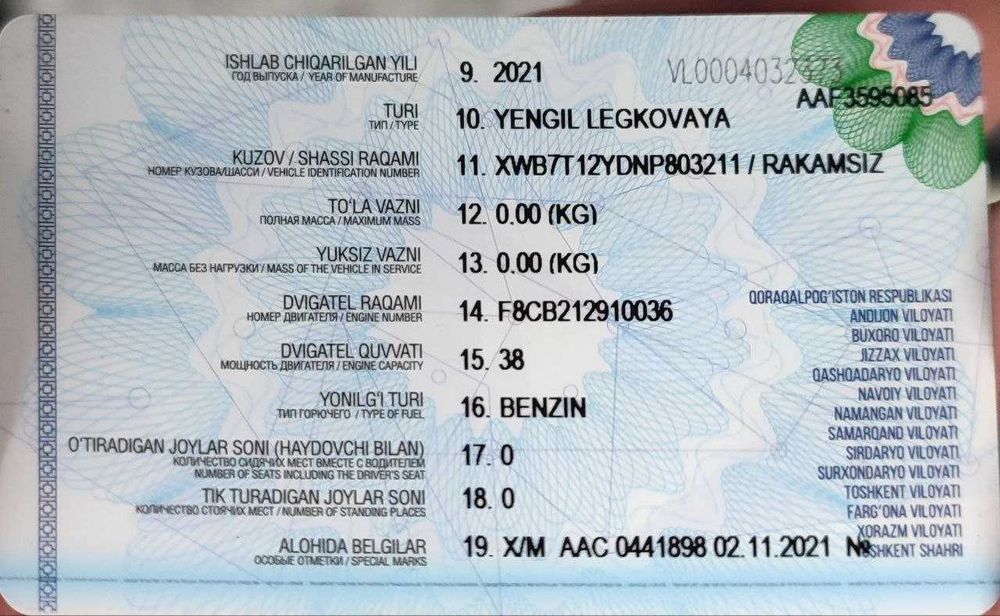 ISHLAB CHIQARILGAN YILI 9. 2021
ГОД ВЫПУСКА / YEAR OF MANUFACTURE
VL0004032
AAF3595085
TURI 10. YENGIL LEGKOVAYA
ТИП / TYPE
KUZOV / SHASSI RAQAMI 11. XWB7T12YDNP803211 / RAKAMSIZ
НОМЕР КУЗОВА/ШАССИ / VEHICLE IDENTIFICATION NUMBER
TO'LA VAZNI 12. 0.00 (KG)
ПОЛНАЯ МАССА / MAXIMUM MASS
YUKSIZ VAZNI 13. 0.00 (KG)
МАССА БЕЗ НАГРУЗКИ / MASS OF THE VEHICLE IN SERVICE
DVIGATEL RAQAMI 14. F8CB212910036
НОМЕР ДВИГАТЕЛЯ / ENGINE NUMBER
DVIGATEL QUVVATI 15. 38
МОЩНОСТЬ ДВИГАТЕЛЯ / ENGINE CAPACITY
YONILG'I TURI 16. BENZIN
ТИП ГОРЮЧЕГО / TYPE OF FUEL
O'TIRADIGAN JOYLAR SONI (HAYDOVCHI BILAN) 17. 0
КОЛИЧЕСТВО СИДЯЧИХ МЕСТ ВМЕСТЕ С ВОДИТЕЛЕМ
NUMBER OF SEATS INCLUDING THE DRIVER'S SEAT
TIK TURADIGAN JOYLAR SONI 18. 0
КОЛИЧЕСТВО СТОЯЧИХ МЕСТ / NUMBER OF STANDING PLACES
ALOHIDA BELGILAR 19. X/M AAC 0441898 02.11.2021 №
ОСОБЫЕ ОТМЕТКИ / SPECIAL MARKS
QORAQALPOG'ISTON RESPUBLIKASI
ANDIJON VILOYATI
BUXORO VILOYATI
JIZZAX VILOYATI
QASHQADARYO VILOYATI
NAVOIY VILOYATI
NAMANGAN VILOYATI
SAMARQAND VILOYATI
SIRDARYO VILOYATI
SURXONDARYO VILOYATI
TOSHKENT VILOYATI
FARG'ONA VILOYATI
XORAZM VILOYATI
SHKENT SHAHRI